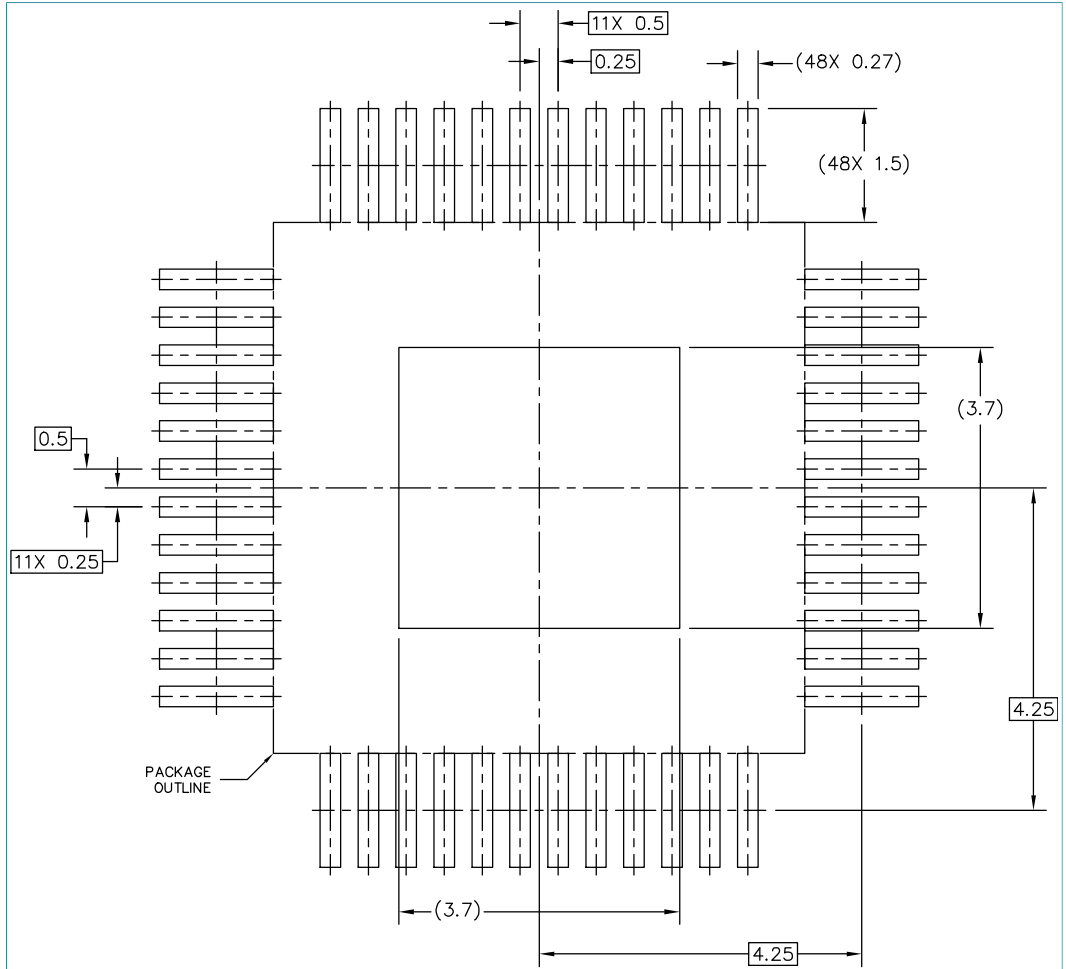 11X 0.5
0.25
(48X 0.27)
(48X 1.5)
(3.7)
0.5
11X 0.25
4.25
PACKAGE
OUTLINE
(3.7)
4.25